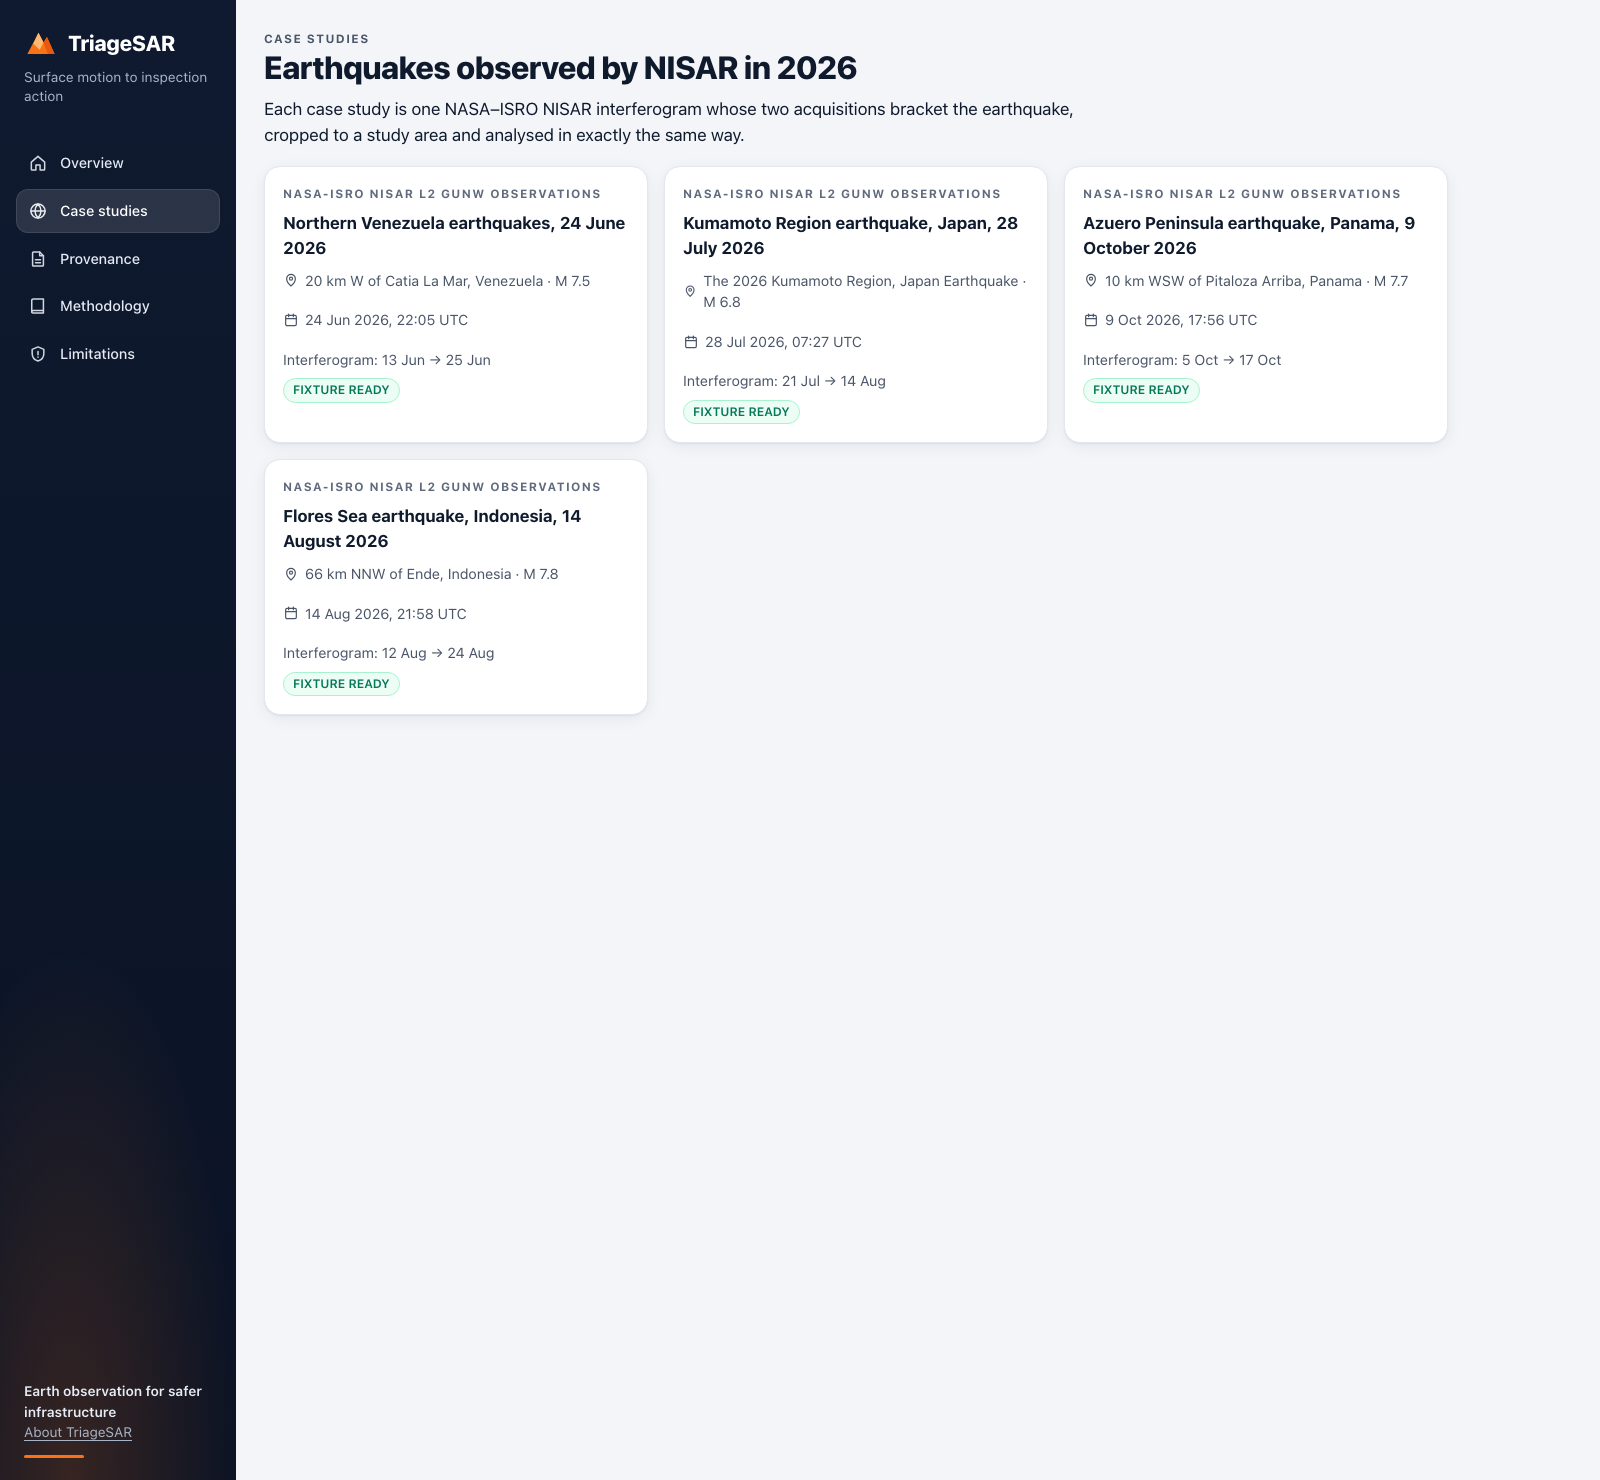 TriageSAR
Surface motion to inspection
action
Overview
Case studies
Provenance
Methodology
Limitations
Earth observation for safer
infrastructure
About TriageSAR
CASE STUDIES
Earthquakes observed by NISAR in 2026
Each case study is one NASA–ISRO NISAR interferogram whose two acquisitions bracket the earthquake,
cropped to a study area and analysed in exactly the same way.
NASA-ISRO NISAR L2 GUNW OBSERVATIONS
Northern Venezuela earthquakes, 24 June
2026
20 km W of Catia La Mar, Venezuela · M 7.5
24 Jun 2026, 22:05 UTC
Interferogram: 13 Jun → 25 Jun
FIXTURE READY
NASA-ISRO NISAR L2 GUNW OBSERVATIONS
Kumamoto Region earthquake, Japan, 28
July 2026
The 2026 Kumamoto Region, Japan Earthquake ·
M 6.8
28 Jul 2026, 07:27 UTC
Interferogram: 21 Jul → 14 Aug
FIXTURE READY
NASA-ISRO NISAR L2 GUNW OBSERVATIONS
Azuero Peninsula earthquake, Panama, 9
October 2026
10 km WSW of Pitaloza Arriba, Panama · M 7.7
9 Oct 2026, 17:56 UTC
Interferogram: 5 Oct → 17 Oct
FIXTURE READY
NASA-ISRO NISAR L2 GUNW OBSERVATIONS
Flores Sea earthquake, Indonesia, 14
August 2026
66 km NNW of Ende, Indonesia · M 7.8
14 Aug 2026, 21:58 UTC
Interferogram: 12 Aug → 24 Aug
FIXTURE READY